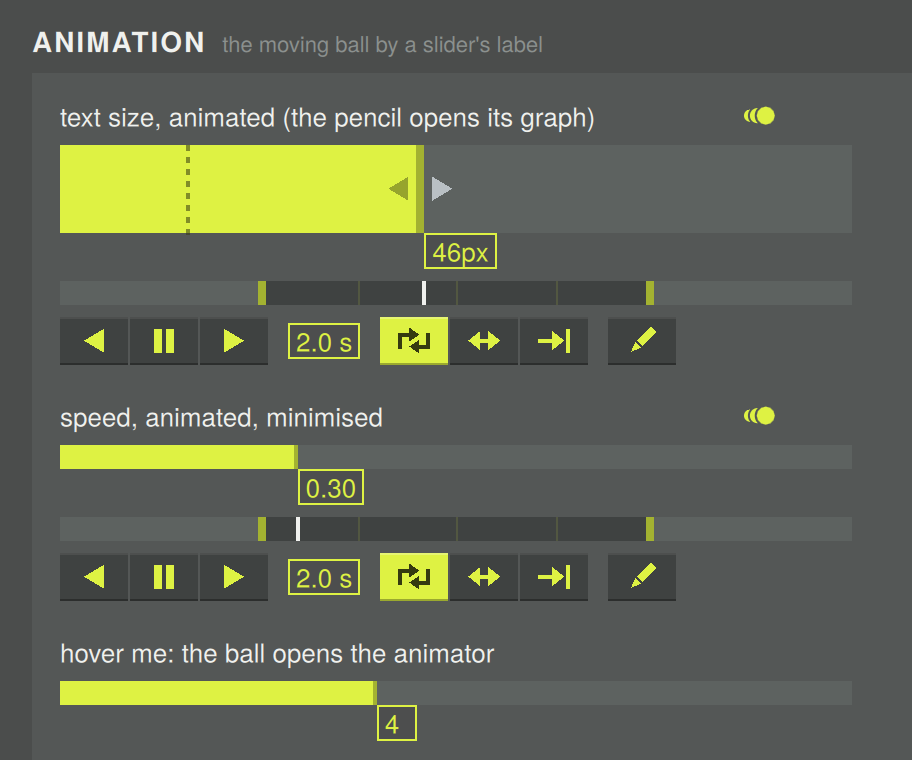 ANIMATION the moving ball by a slider's label
text size, animated (the pencil opens its graph)
46px
2.0 s
speed, animated, minimised
0.30
2.0 s
hover me: the ball opens the animator
4